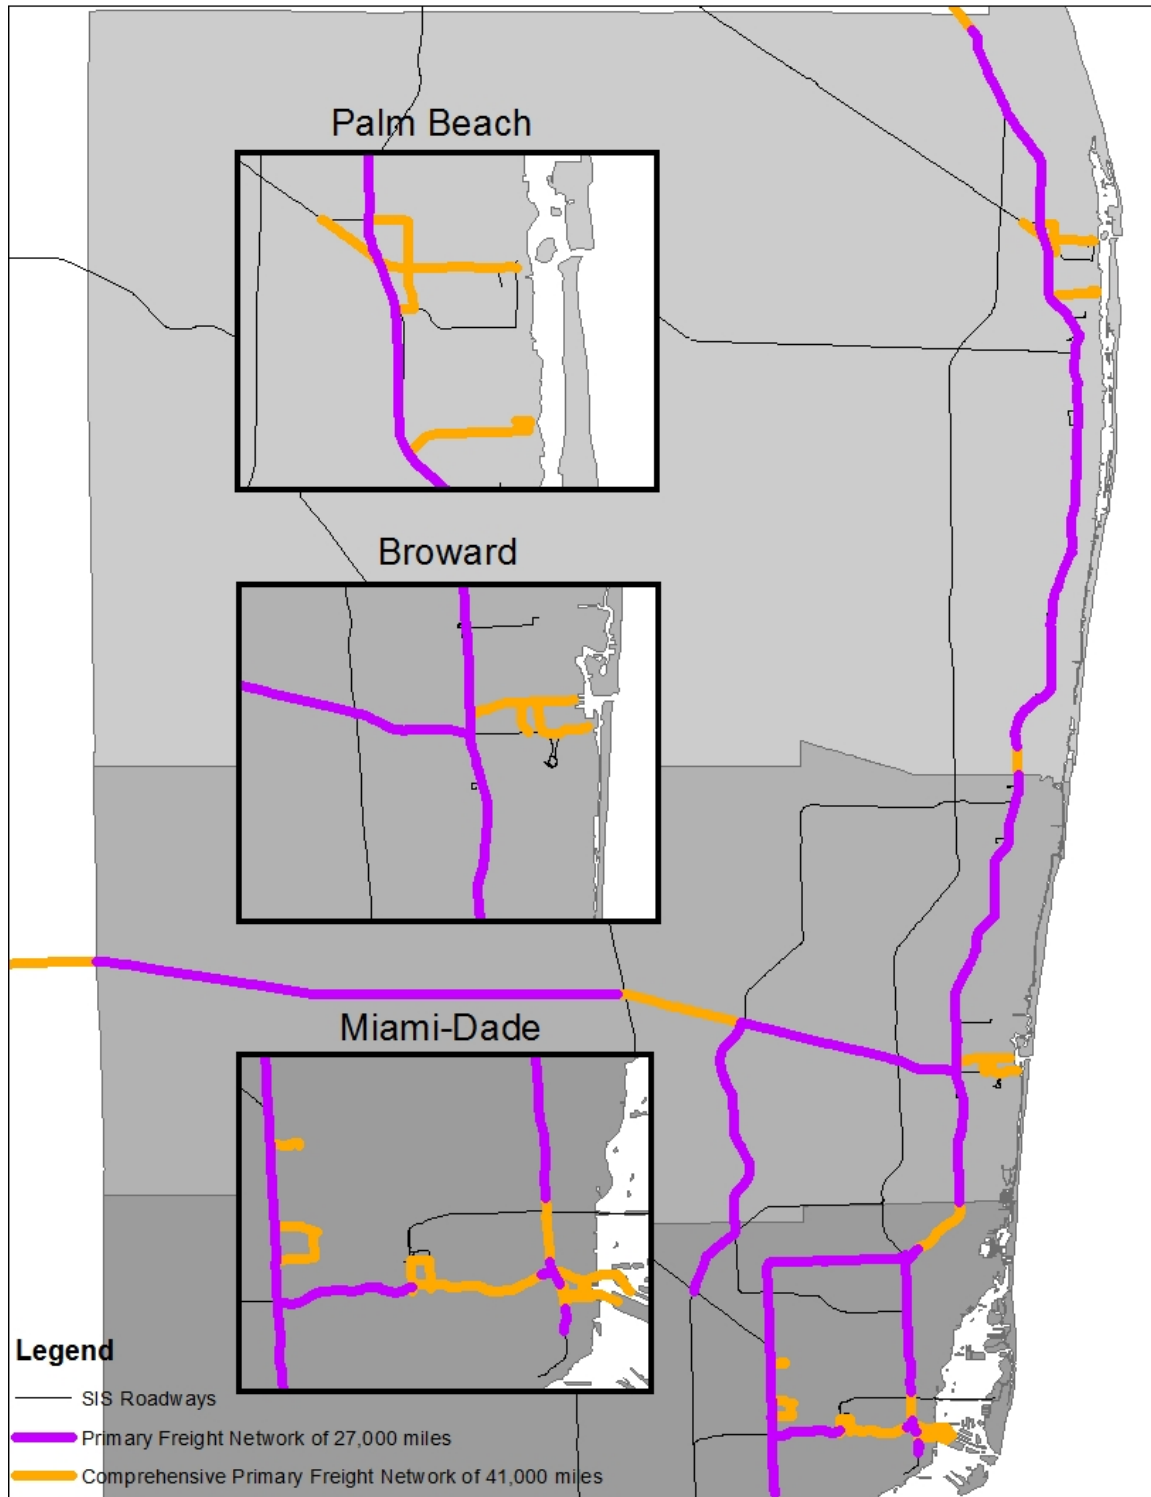 Palm Beach
Broward
Miami-Dade
Legend
SIS Roadways
Primary Freight Network of 27,000 miles
Comprehensive Primary Freight Network of 41,000 miles